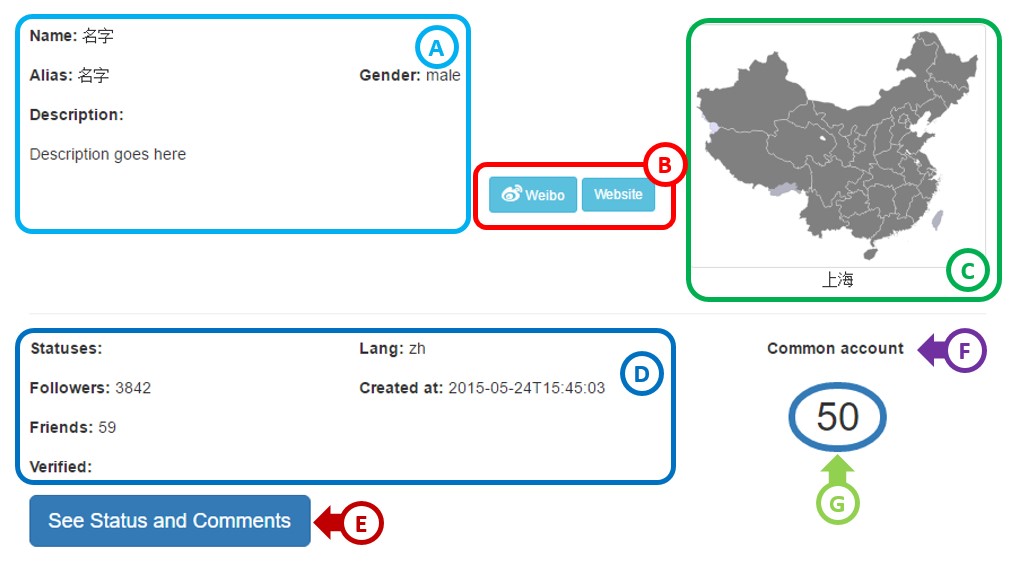 Name: 名字
A
Alias: 名字
Gender: male
Description:
Description goes here
B
Weibo
Website
C
上海
Statuses:
Lang: zh
D
Followers: 3842
Created at: 2015-05-24T15:45:03
Friends: 59
Verified:
See Status and Comments
E
Common account
F
50
G